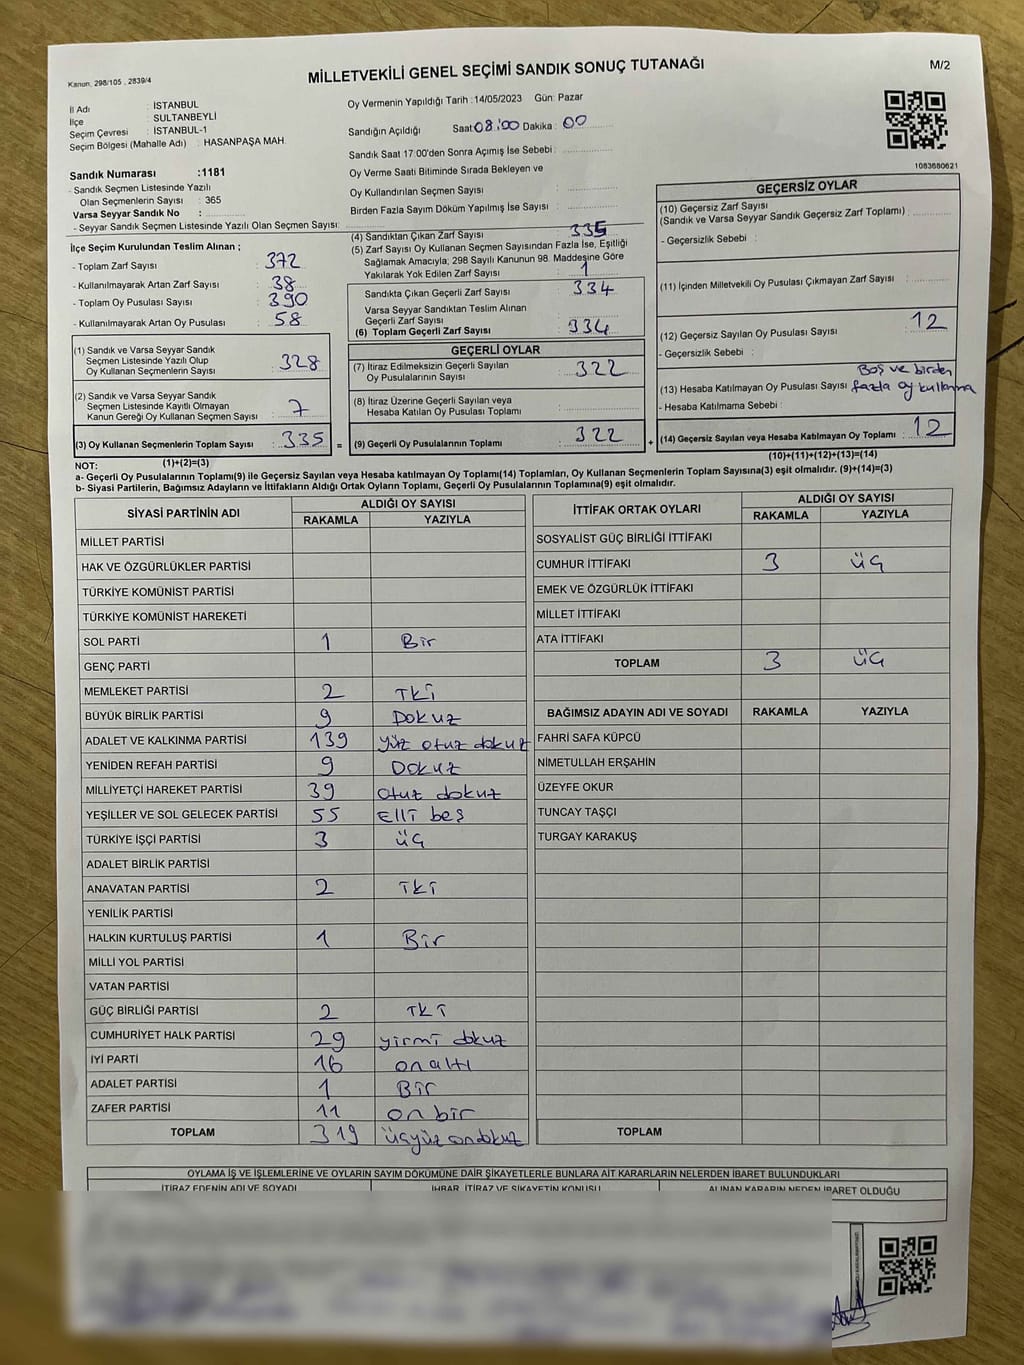 Kanun: 298/105 , 2839/4
MİLLETVEKİLİ GENEL SEÇİMİ SANDIK SONUÇ TUTANAĞI
M/2
İl Adı : İSTANBUL
İlçe : SULTANBEYLİ
Seçim Çevresi : İSTANBUL-1
Seçim Bölgesi (Mahalle Adı) : HASANPAŞA MAH.
Sandık Numarası :1181
- Sandık Seçmen Listesinde Yazılı
Olan Seçmenlerin Sayısı : 365
Varsa Seyyar Sandık No :
- Seyyar Sandık Seçmen Listesinde Yazılı Olan Seçmen Sayısı:
Oy Vermenin Yapıldığı Tarih :14/05/2023 Gün: Pazar
Sandığın Açıldığı Saat: 08:00 Dakika : 00
Sandık Saat 17:00'den Sonra Açımış İse Sebebi :
Oy Verme Saati Bitiminde Sırada Bekleyen ve
Oy Kullandırılan Seçmen Sayısı :
Birden Fazla Sayım Döküm Yapılmış İse Sayısı :
1083680621
İlçe Seçim Kurulundan Teslim Alınan ;
- Toplam Zarf Sayısı : 372
- Kullanılmayarak Artan Zarf Sayısı : 38
- Toplam Oy Pusulası Sayısı : 390
- Kullanılmayarak Artan Oy Pusulası : 58
(1) Sandık ve Varsa Seyyar Sandık
Seçmen Listesinde Yazılı Olup
Oy Kullanan Seçmenlerin Sayısı : 328
(2) Sandık ve Varsa Seyyar Sandık
Seçmen Listesinde Kayıtlı Olmayan
Kanun Gereği Oy Kullanan Seçmen Sayısı : 7
(3) Oy Kullanan Seçmenlerin Toplam Sayısı : 335 =
(1)+(2)=(3)
(4) Sandıktan Çıkan Zarf Sayısı : 335
(5) Zarf Sayısı Oy Kullanan Seçmen Sayısından Fazla İse, Eşitliği
Sağlamak Amacıyla; 298 Sayılı Kanunun 98. Maddesine Göre
Yakılarak Yok Edilen Zarf Sayısı : 1
Sandıkta Çıkan Geçerli Zarf Sayısı : 334
Varsa Seyyar Sandıktan Teslim Alınan
Geçerli Zarf Sayısı :
(6) Toplam Geçerli Zarf Sayısı : 334
GEÇERLİ OYLAR
(7) İtiraz Edilmeksizin Geçerli Sayılan
Oy Pusulalarının Sayısı : 322
(8) İtiraz Üzerine Geçerli Sayılan veya
Hesaba Katılan Oy Pusulası Toplamı :
(9) Geçerli Oy Pusulalarının Toplamı : 322 +
GEÇERSİZ OYLAR
(10) Geçersiz Zarf Sayısı
(Sandık ve Varsa Seyyar Sandık Geçersiz Zarf Toplamı) :
- Geçersizlik Sebebi :
(11) İçinden Milletvekili Oy Pusulası Çıkmayan Zarf Sayısı :
(12) Geçersiz Sayılan Oy Pusulası Sayısı : 12
- Geçersizlik Sebebi :
Boş ve birden
(13) Hesaba Katılmayan Oy Pusulası Sayısı : fazla oy kullanma
- Hesaba Katılmama Sebebi :
(14) Geçersiz Sayılan veya Hesaba Katılmayan Oy Toplamı : 12
(10)+(11)+(12)+(13)=(14)
NOT:
a- Geçerli Oy Pusulalarının Toplamı(9) ile Geçersiz Sayılan veya Hesaba katılmayan Oy Toplamı(14) Toplamları, Oy Kullanan Seçmenlerin Toplam Sayısına(3) eşit olmalıdır. (9)+(14)=(3)
b- Siyasi Partilerin, Bağımsız Adayların ve İttifakların Aldığı Ortak Oyların Toplamı, Geçerli Oy Pusulalarının Toplamına(9) eşit olmalıdır.
SİYASİ PARTİNİN ADI ALDIĞI OY SAYISI
RAKAMLA YAZIYLA
MİLLET PARTİSİ
HAK VE ÖZGÜRLÜKLER PARTİSİ
TÜRKİYE KOMÜNİST PARTİSİ
TÜRKİYE KOMÜNİST HAREKETİ
SOL PARTİ 1 Bir
GENÇ PARTİ
MEMLEKET PARTİSİ 2 İki
BÜYÜK BİRLİK PARTİSİ 9 Dokuz
ADALET VE KALKINMA PARTİSİ 139 yüz otuz dokuz
YENİDEN REFAH PARTİSİ 9 Dokuz
MİLLİYETÇİ HAREKET PARTİSİ 39 otuz dokuz
YEŞİLLER VE SOL GELECEK PARTİSİ 55 Elli beş
TÜRKİYE İŞÇİ PARTİSİ 3 üç
ADALET BİRLİK PARTİSİ
ANAVATAN PARTİSİ 2 İki
YENİLİK PARTİSİ
HALKIN KURTULUŞ PARTİSİ 1 Bir
MİLLİ YOL PARTİSİ
VATAN PARTİSİ
GÜÇ BİRLİĞİ PARTİSİ 2 İki
CUMHURİYET HALK PARTİSİ 29 yirmi dokuz
İYİ PARTİ 16 on altı
ADALET PARTİSİ 1 Bir
ZAFER PARTİSİ 11 on bir
TOPLAM 319 üçyüz ondokuz
İTTİFAK ORTAK OYLARI ALDIĞI OY SAYISI
RAKAMLA YAZIYLA
SOSYALİST GÜÇ BİRLİĞİ İTTİFAKI
CUMHUR İTTİFAKI 3 üç
EMEK VE ÖZGÜRLÜK İTTİFAKI
MİLLET İTTİFAKI
ATA İTTİFAKI
TOPLAM 3 üç
BAĞIMSIZ ADAYIN ADI VE SOYADI RAKAMLA YAZIYLA
FAHRİ SAFA KÜPCÜ
NİMETULLAH ERŞAHİN
ÜZEYFE OKUR
TUNCAY TAŞÇI
TURGAY KARAKUŞ
TOPLAM
OYLAMA İŞ VE İŞLEMLERİNE VE OYLARIN SAYIM DÖKÜMÜNE DAİR ŞİKAYETLERLE BUNLARA AİT KARARLARIN NELERDEN İBARET BULUNDUKLARI
İTİRAZ EDENİN ADI VE SOYADI İHBAR, İTİRAZ VE ŞİKAYETİN KONUSU ALINAN KARARIN NEDEN İBARET OLDUĞU